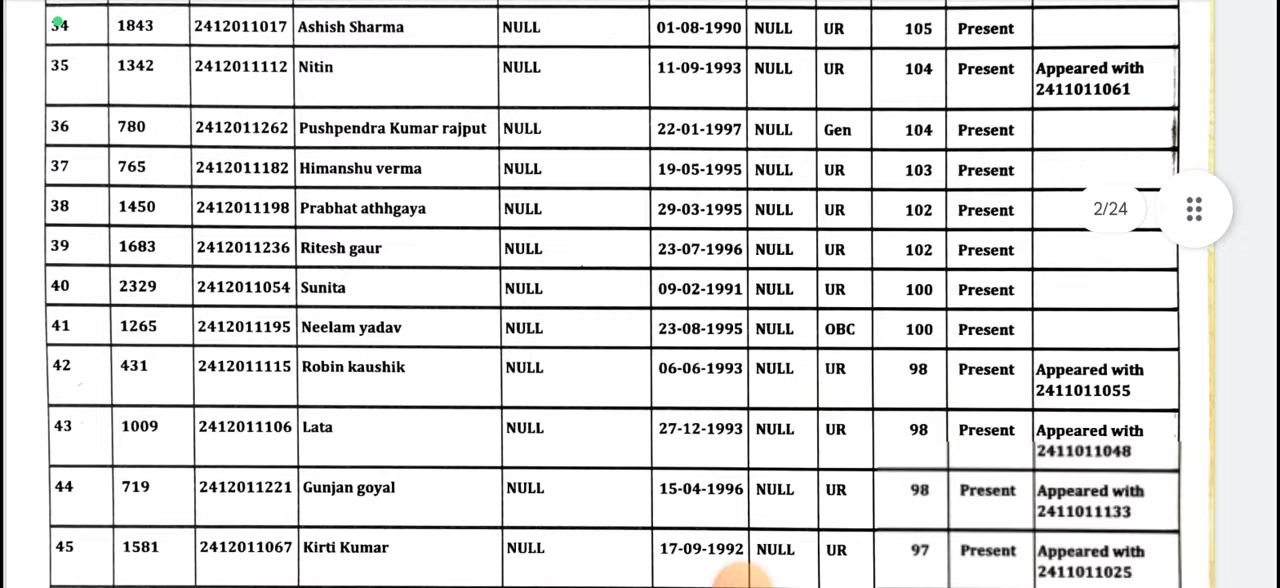 34 1843 2412011017 Ashish Sharma NULL 01-08-1990 NULL UR 105 Present
35 1342 2412011112 Nitin NULL 11-09-1993 NULL UR 104 Present Appeared with
2411011061
36 780 2412011262 Pushpendra Kumar rajput NULL 22-01-1997 NULL Gen 104 Present
37 765 2412011182 Himanshu verma NULL 19-05-1995 NULL UR 103 Present
38 1450 2412011198 Prabhat athhgaya NULL 29-03-1995 NULL UR 102 Present 2/24
39 1683 2412011236 Ritesh gaur NULL 23-07-1996 NULL UR 102 Present
40 2329 2412011054 Sunita NULL 09-02-1991 NULL UR 100 Present
41 1265 2412011195 Neelam yadav NULL 23-08-1995 NULL OBC 100 Present
42 431 2412011115 Robin kaushik NULL 06-06-1993 NULL UR 98 Present Appeared with
2411011055
43 1009 2412011106 Lata NULL 27-12-1993 NULL UR 98 Present Appeared with
2411011048
44 719 2412011221 Gunjan goyal NULL 15-04-1996 NULL UR 98 Present Appeared with
2411011133
45 1581 2412011067 Kirti Kumar NULL 17-09-1992 NULL UR 97 Present Appeared with
2411011025